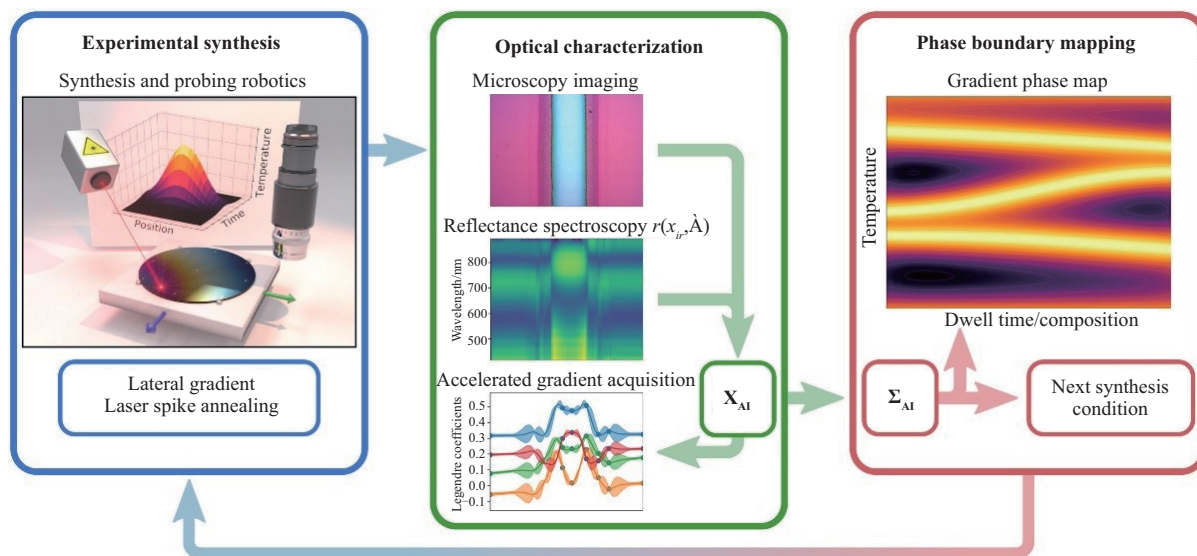 Experimental synthesis
Synthesis and probing robotics
Temperature
Position
Time
Lateral gradient
Laser spike annealing
Optical characterization
Microscopy imaging
Reflectance spectroscopy r(x_ir,À)
Wavelength/nm
800
700
600
500
Accelerated gradient acquisition
Legendre coefficients
0.5
0.4
0.3
0.2
0.1
0.0
−0.1
X_AI
Phase boundary mapping
Gradient phase map
Temperature
Dwell time/composition
Σ_AI
Next synthesis
condition